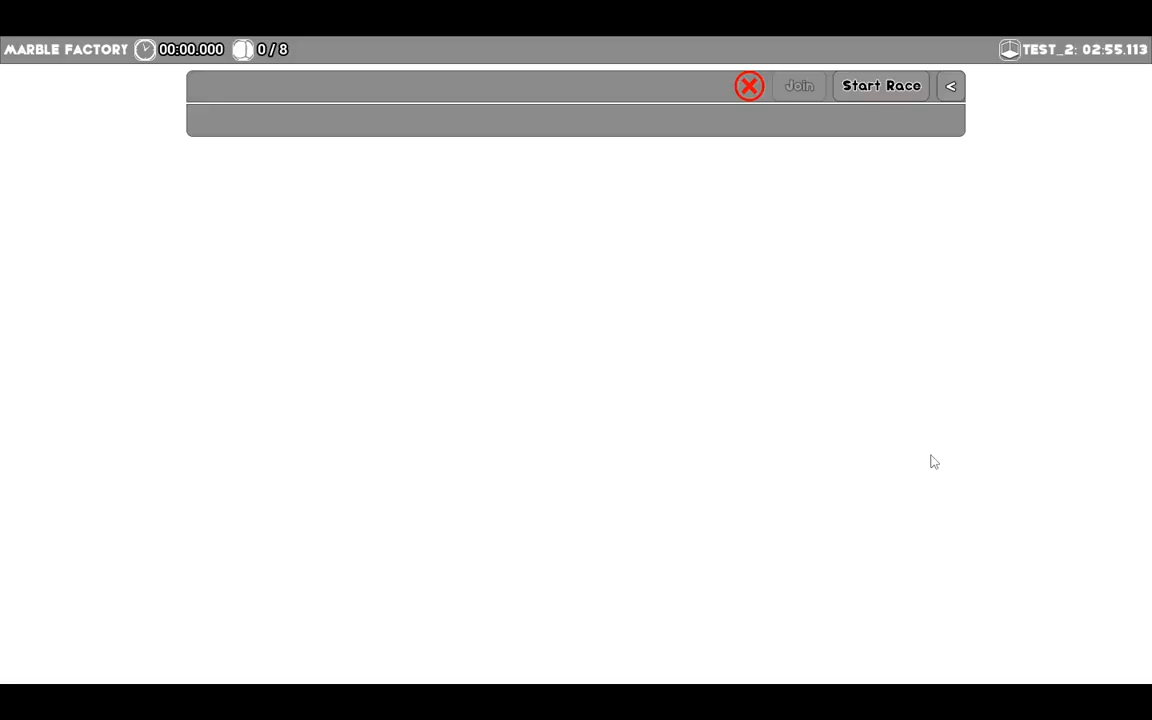 MARBLE FACTORY 00:00.000 0 / 8 TEST_2: 02:55.113
Join Start Race <